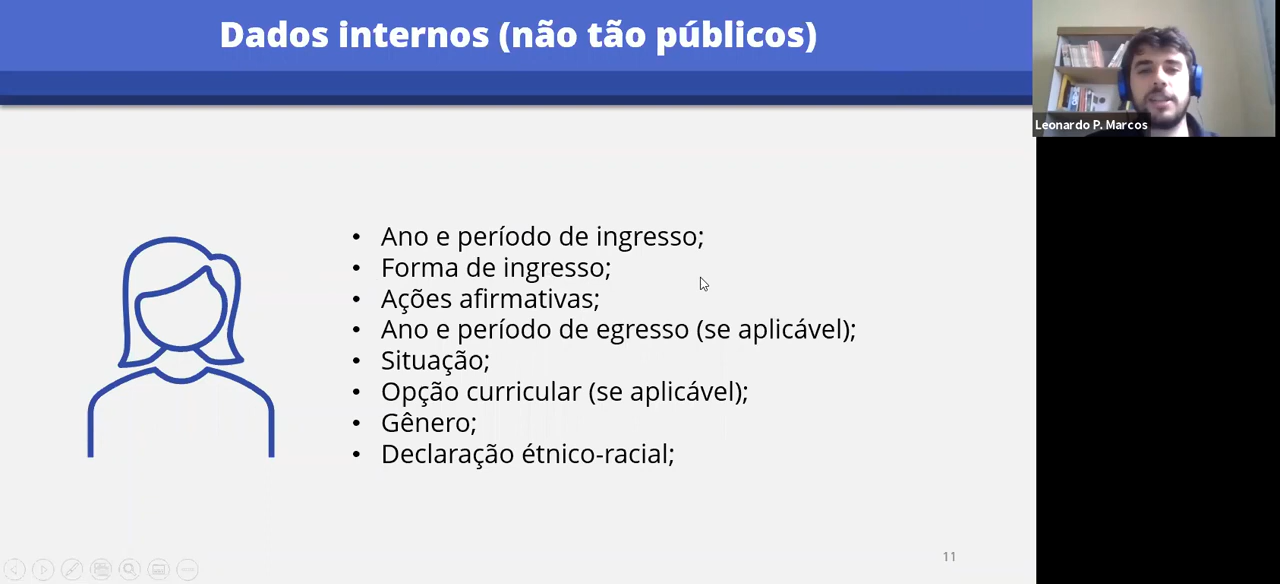 Dados internos (não tão públicos)
Leonardo P. Marcos
• Ano e período de ingresso;
• Forma de ingresso;
• Ações afirmativas;
• Ano e período de egresso (se aplicável);
• Situação;
• Opção curricular (se aplicável);
• Gênero;
• Declaração étnico-racial;
11